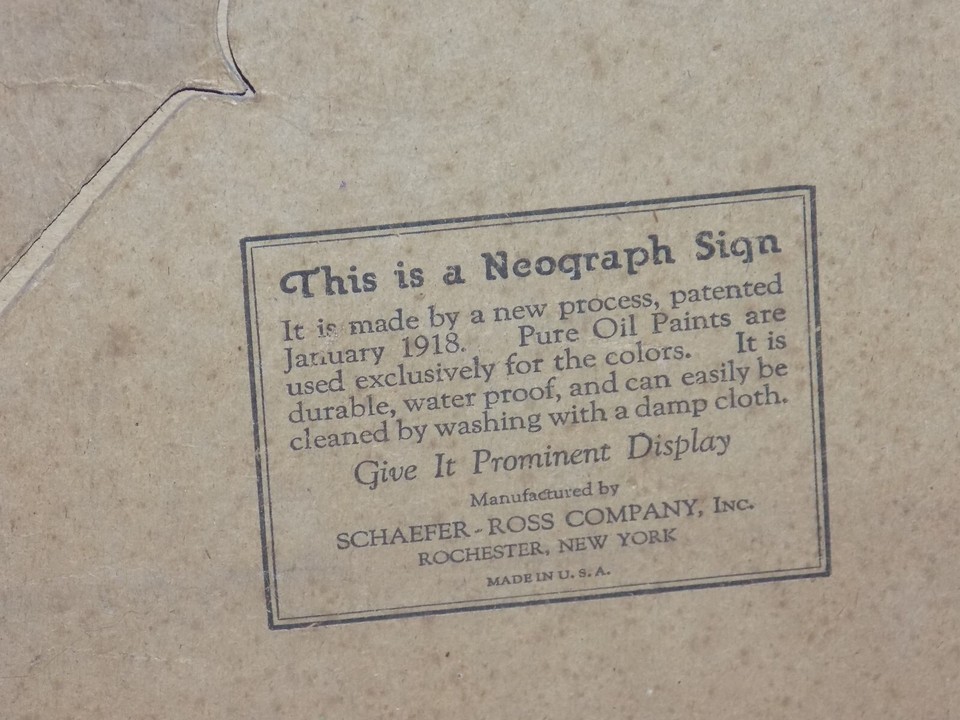 This is a Neograph Sign
It is made by a new process, patented
January 1918. Pure Oil Paints are
used exclusively for the colors. It is
durable, water proof, and can easily be
cleaned by washing with a damp cloth.
Give It Prominent Display
Manufactured by
SCHAEFER-ROSS COMPANY, INC.
ROCHESTER, NEW YORK
MADE IN U. S. A.